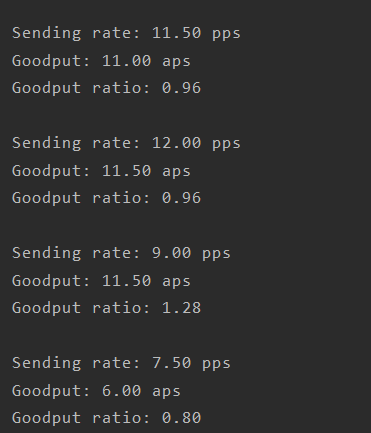 Sending rate: 11.50 pps
Goodput: 11.00 aps
Goodput ratio: 0.96
Sending rate: 12.00 pps
Goodput: 11.50 aps
Goodput ratio: 0.96
Sending rate: 9.00 pps
Goodput: 11.50 aps
Goodput ratio: 1.28
Sending rate: 7.50 pps
Goodput: 6.00 aps
Goodput ratio: 0.80